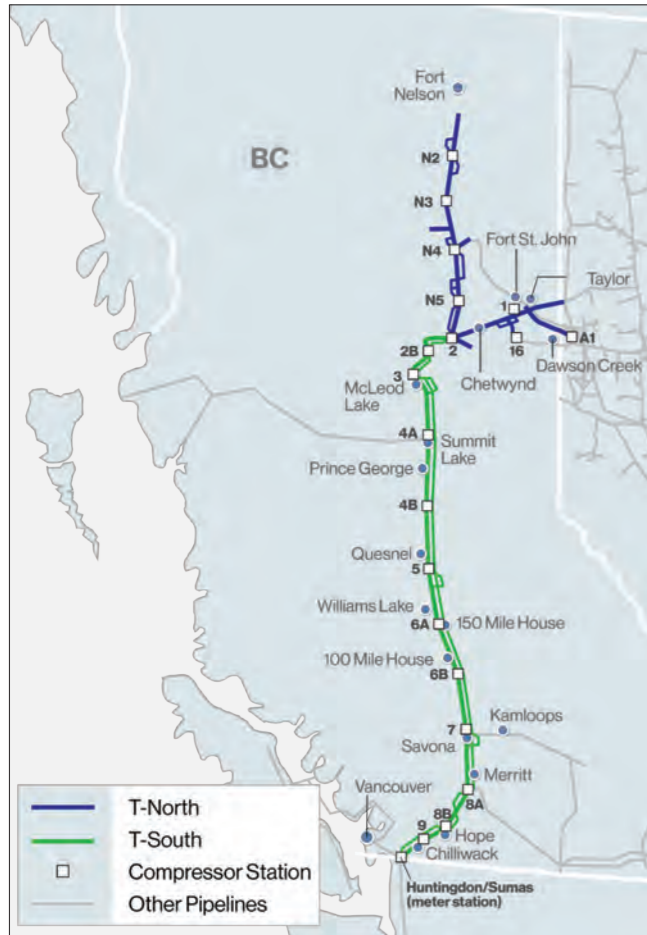 Fort
Nelson
BC
N2
N3
N4
Fort St. John
Taylor
N5
1
2B
2
16
A1
Dawson Creek
3
Chetwynd
McLeod
Lake
4A
Summit
Lake
Prince George
4B
Quesnel
5
Williams Lake
6A
150 Mile House
100 Mile House
6B
7
Kamloops
Savona
Merritt
Vancouver
8A
8B
9
Hope
Chilliwack
Huntingdon/Sumas
(meter station)
T-North
T-South
Compressor Station
Other Pipelines